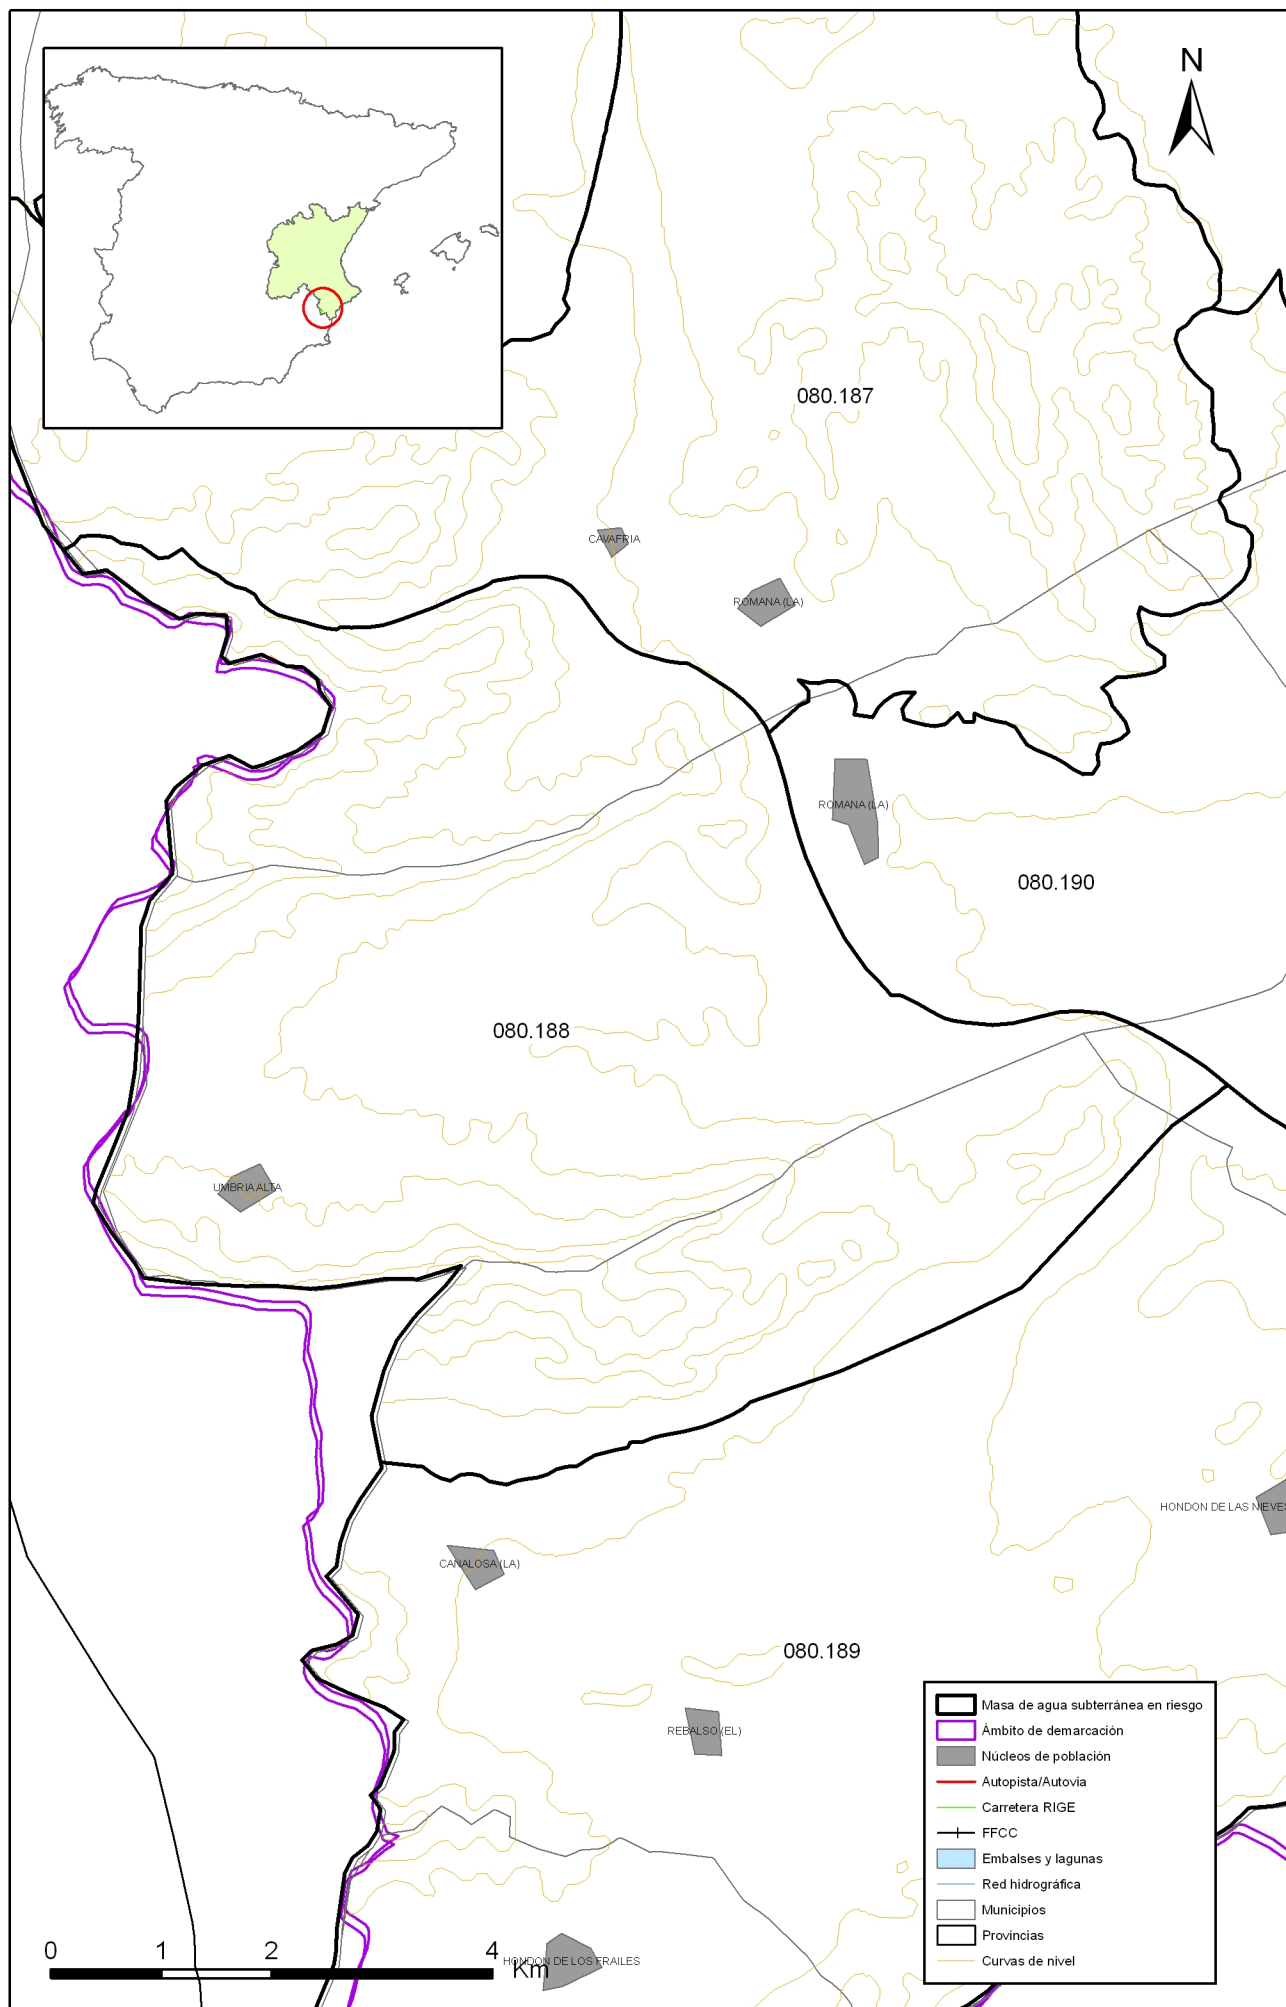 N
080.187
CAVAFRIA
ROMANA (LA)
ROMANA (LA)
080.190
080.188
UMBRIA ALTA
HONDON DE LAS NIEVES
CANALOSA (LA)
080.189
REBALSO (EL)
HONDON DE LOS FRAILES
0 1 2 4
Km
Masa de agua subterránea en riesgo
Ámbito de demarcación
Núcleos de población
Autopista/Autovia
Carretera RIGE
FFCC
Embalses y lagunas
Red hidrográfica
Municipios
Provincias
Curvas de nivel